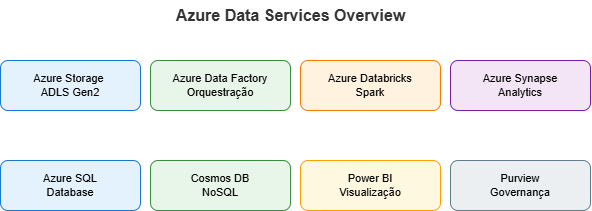 Azure Data Services Overview
Azure Storage
ADLS Gen2
Azure Data Factory
Orquestração
Azure Databricks
Spark
Azure Synapse
Analytics
Azure SQL
Database
Cosmos DB
NoSQL
Power BI
Visualização
Purview
Governança